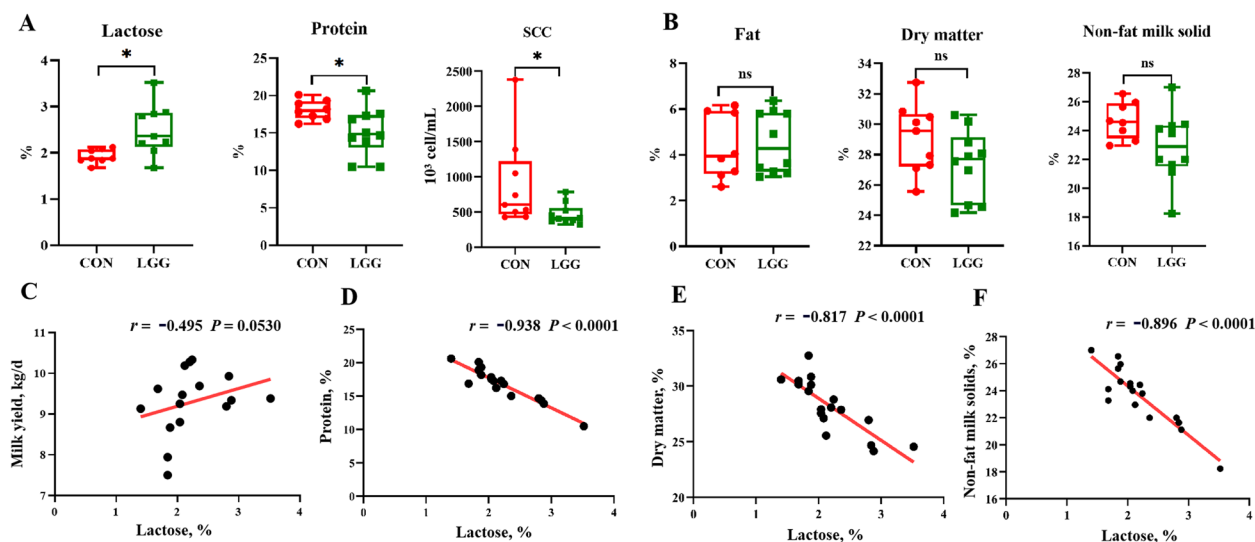 A
Lactose
*
%
4
3
2
1
0
CON LGG
Protein
*
%
25
20
15
10
5
0
CON LGG
SCC
*
10³ cell/mL
2500
2000
1500
1000
500
0
CON LGG
B
Fat
ns
%
8
6
4
2
0
CON LGG
Dry matter
ns
%
34
32
30
28
26
24
22
CON LGG
Non-fat milk solid
ns
%
28
26
24
22
20
18
16
CON LGG
C
r = -0.495 P = 0.0530
Milk yield, kg/d
11
10
9
8
7
0 1 2 3 4
Lactose, %
D
r = -0.938 P < 0.0001
Protein, %
25
20
15
10
5
0
0 1 2 3 4
Lactose, %
E
r = -0.817 P < 0.0001
Dry matter, %
35
30
25
20
0 1 2 3 4
Lactose, %
F
r = -0.896 P < 0.0001
Non-fat milk solids, %
28
26
24
22
20
18
16
0 1 2 3 4
Lactose, %